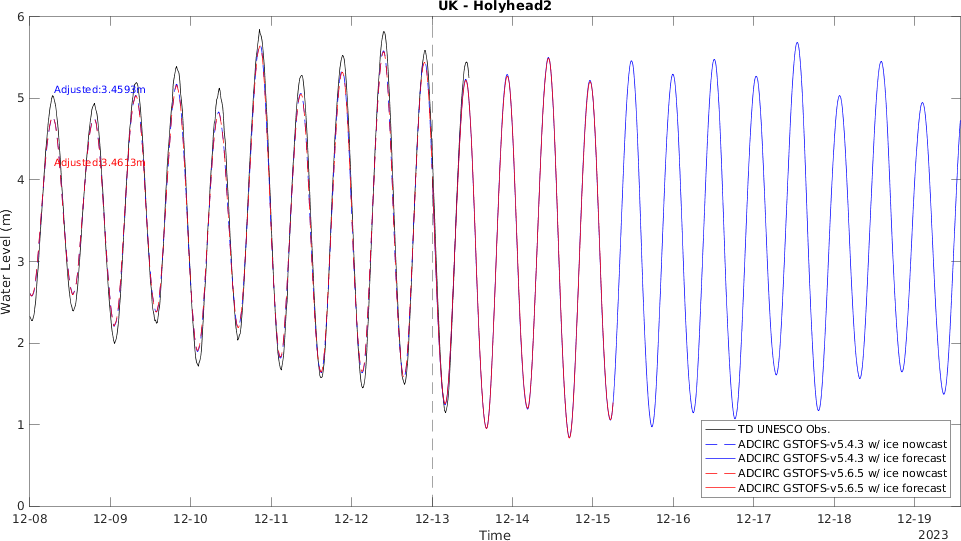 UK - Holyhead2
6
5
4
3
2
1
0
Water Level (m)
Adjusted:3.4593m
Adjusted:3.4613m
TD UNESCO Obs.
ADCIRC GSTOFS-v5.4.3 w/ ice nowcast
ADCIRC GSTOFS-v5.4.3 w/ ice forecast
ADCIRC GSTOFS-v5.6.5 w/ ice nowcast
ADCIRC GSTOFS-v5.6.5 w/ ice forecast
12-08 12-09 12-10 12-11 12-12 12-13 12-14 12-15 12-16 12-17 12-18 12-19
Time
2023